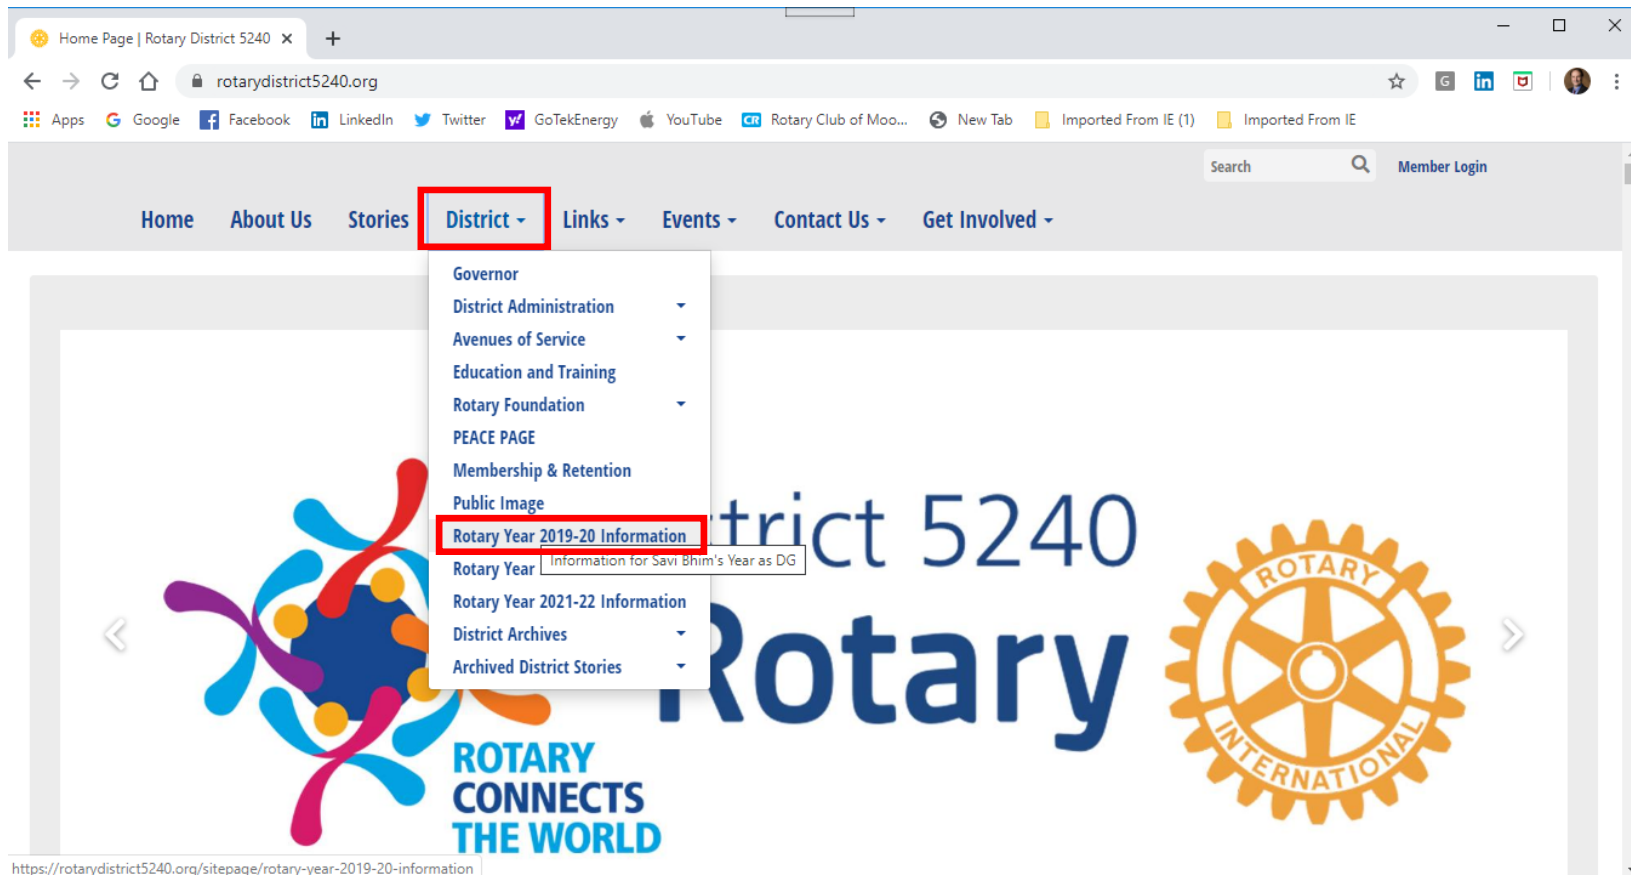 Home Page | Rotary District 5240
rotarydistrict5240.org
G in
Apps Google Facebook LinkedIn Twitter GoTekEnergy YouTube CR Rotary Club of Moo... New Tab Imported From IE (1) Imported From IE
Search Member Login
Home About Us Stories District Links Events Contact Us Get Involved
Governor
District Administration
Avenues of Service
Education and Training
Rotary Foundation
PEACE PAGE
Membership & Retention
Public Image
Rotary Year 2019-20 Information
Information for Savi Bhim's Year as DG
Rotary Year
Rotary Year 2021-22 Information
District Archives
Archived District Stories
trict 5240
Rotary
ROTARY
INTERNATIONAL
ROTARY
CONNECTS
THE WORLD
https://rotarydistrict5240.org/sitepage/rotary-year-2019-20-information